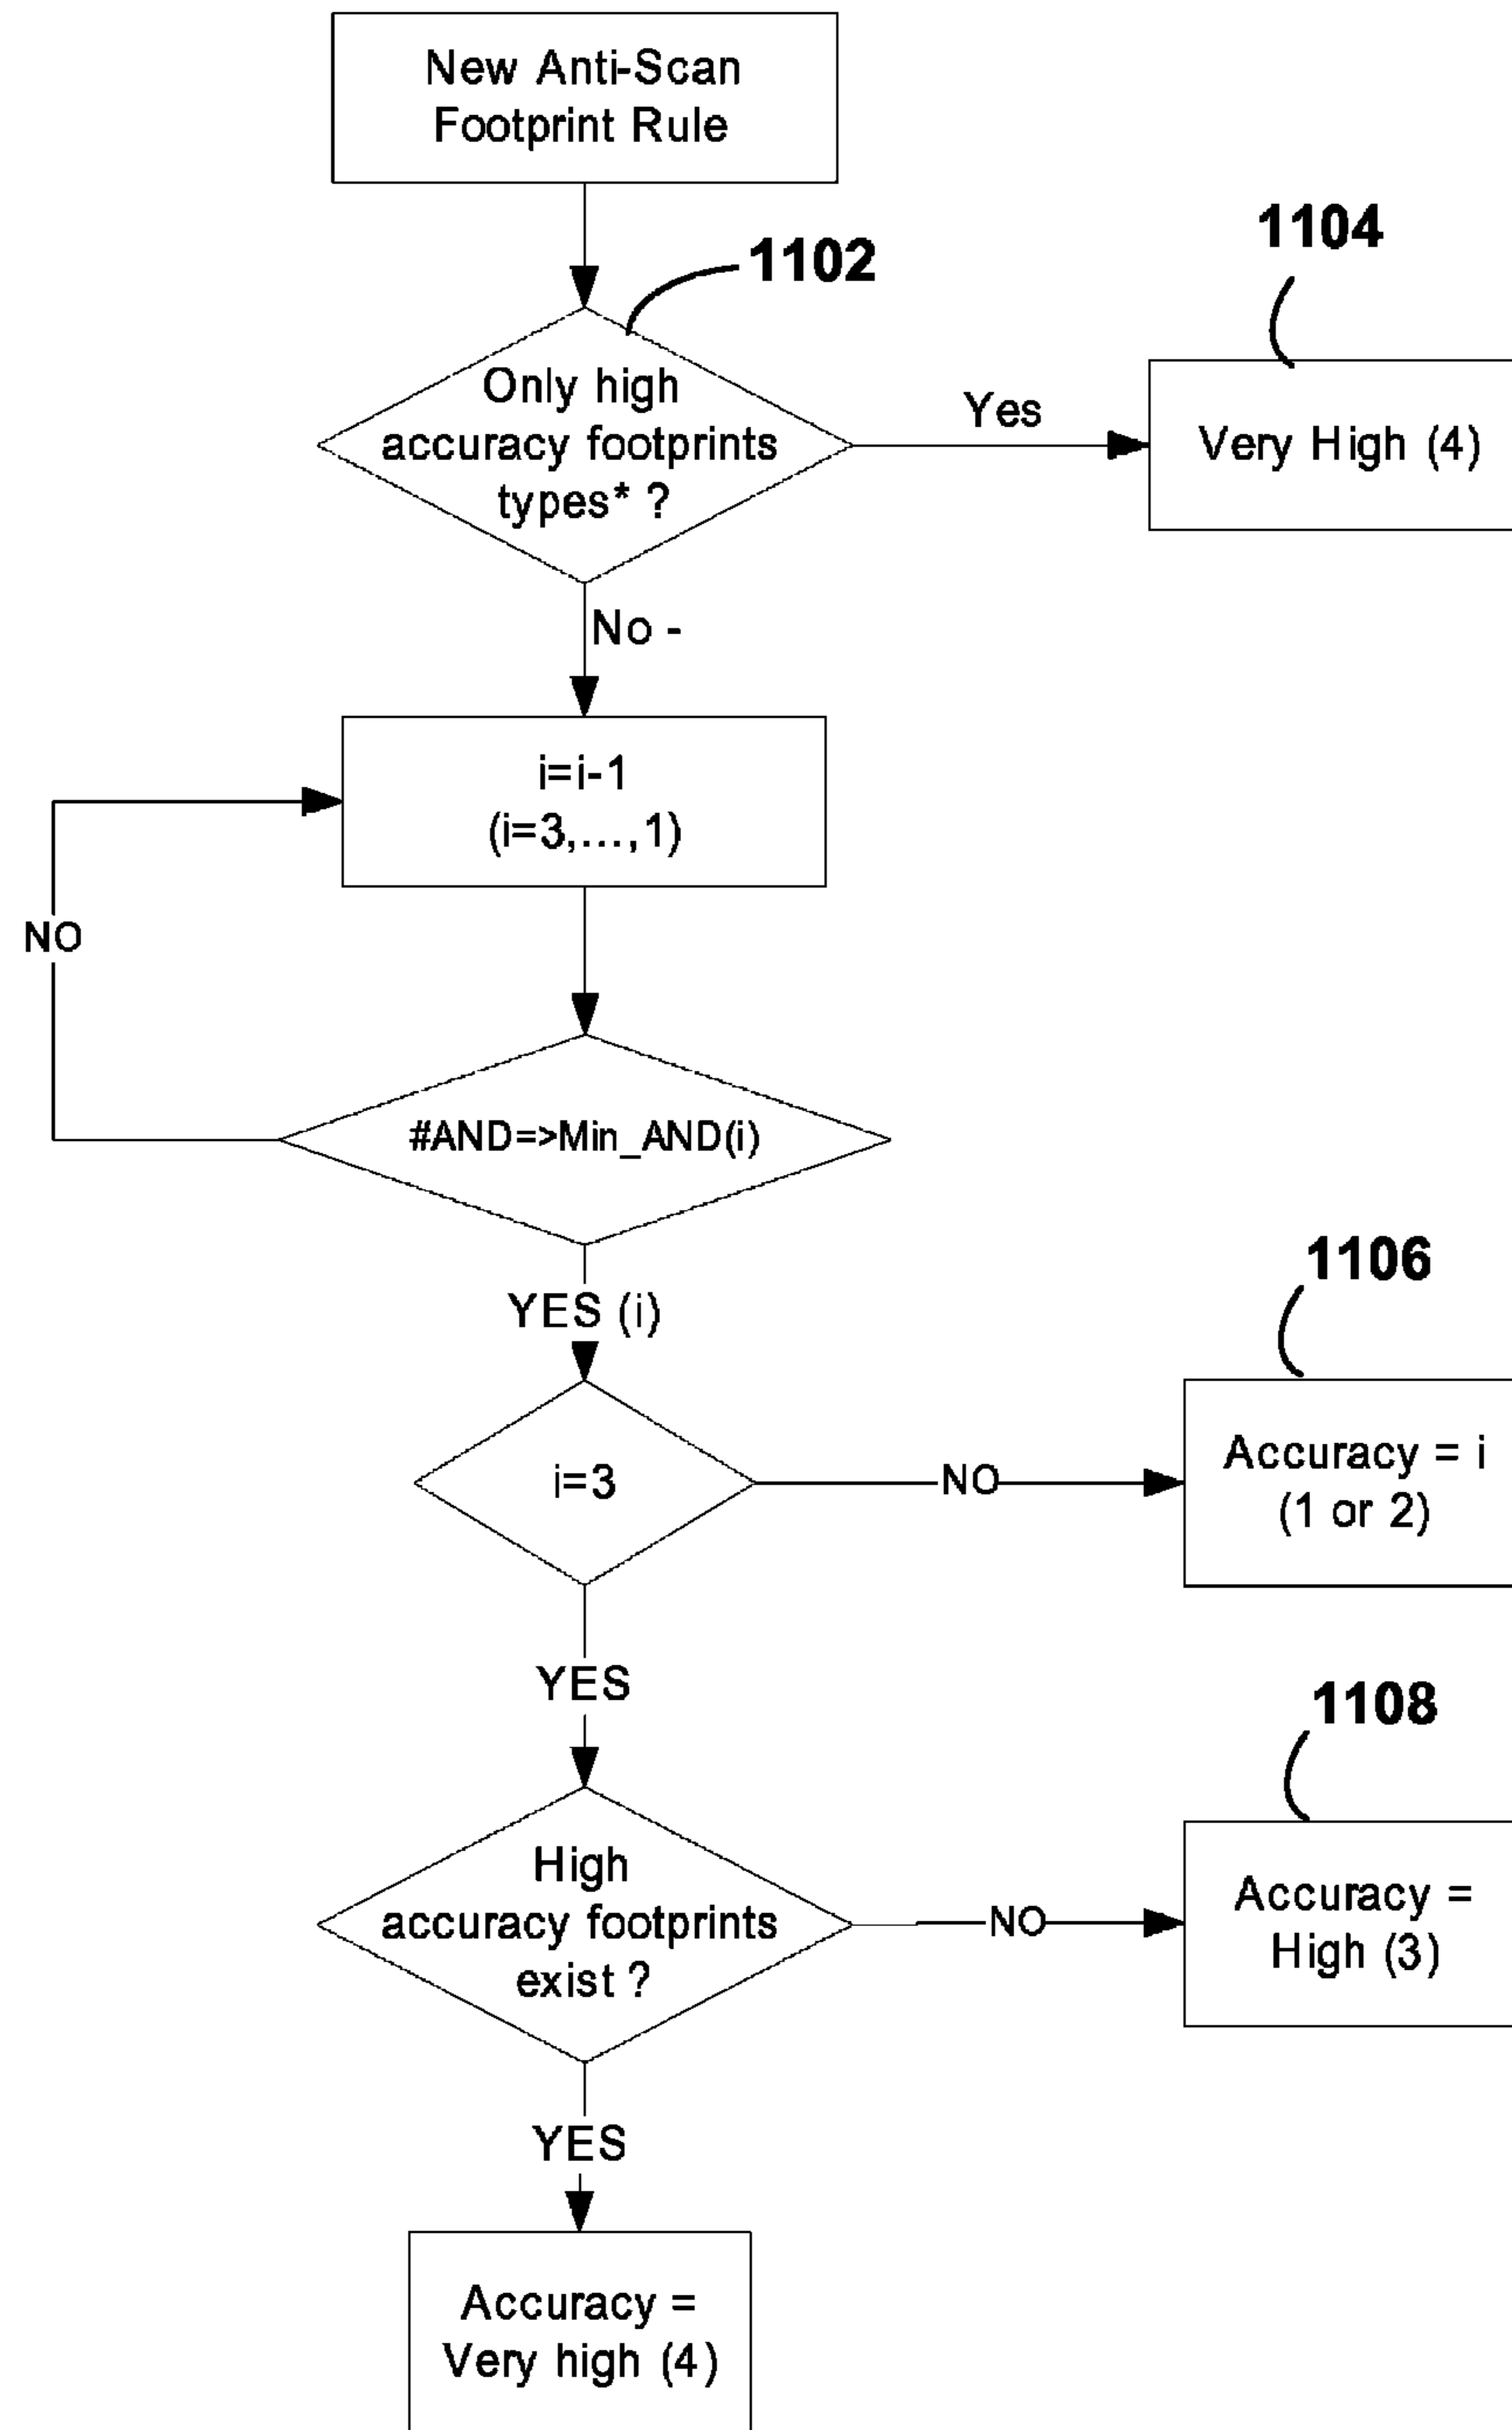 New Anti-Scan
Footprint Rule
1102
1104
Only high
accuracy footprints
types* ?
Yes
Very High (4)
No -
i=i-1
(i=3,...,1)
NO
#AND=>Min_AND(i)
YES (i)
1106
i=3
NO
Accuracy = i
(1 or 2)
YES
1108
High
accuracy footprints
exist ?
NO
Accuracy =
High (3)
YES
Accuracy =
Very high (4)